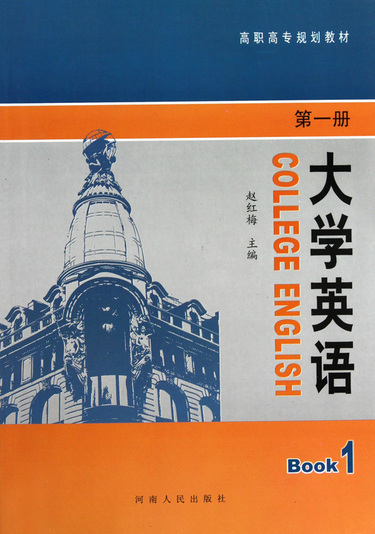 高职高专规划教材
第一册
大学英语
COLLEGE ENGLISH
赵红梅 主编
Book 1
河南人民出版社